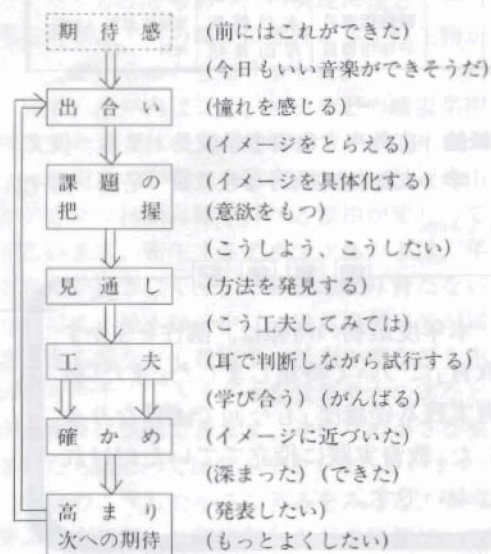 期待感 (前にはこれができた)
(今日もいい音楽ができそうだ)
出合い (憧れを感じる)
(イメージをとらえる)
課題の (イメージを具体化する)
把握 (意欲をもつ)
(こうしよう、こうしたい)
見通し (方法を発見する)
(こう工夫してみては)
工夫 (耳で判断しながら試行する)
(学び合う) (がんばる)
確かめ (イメージに近づいた)
(深まった) (できた)
高まり (発表したい)
次への期待 (もっとよくしたい)